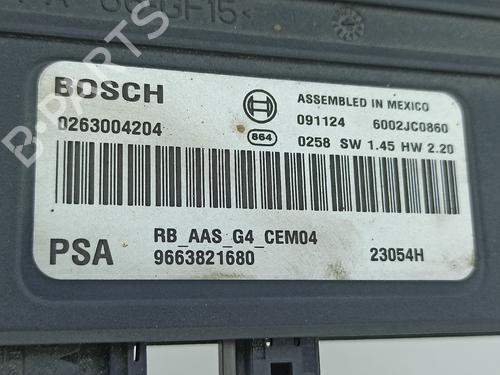 GF15<
BOSCH
ASSEMBLED IN MEXICO
0263004204
091124 6002JC0860
864
0258 SW 1.45 HW 2.20
RB_AAS_G4_CEM04
PSA 9663821680 23054H
B-PARTS